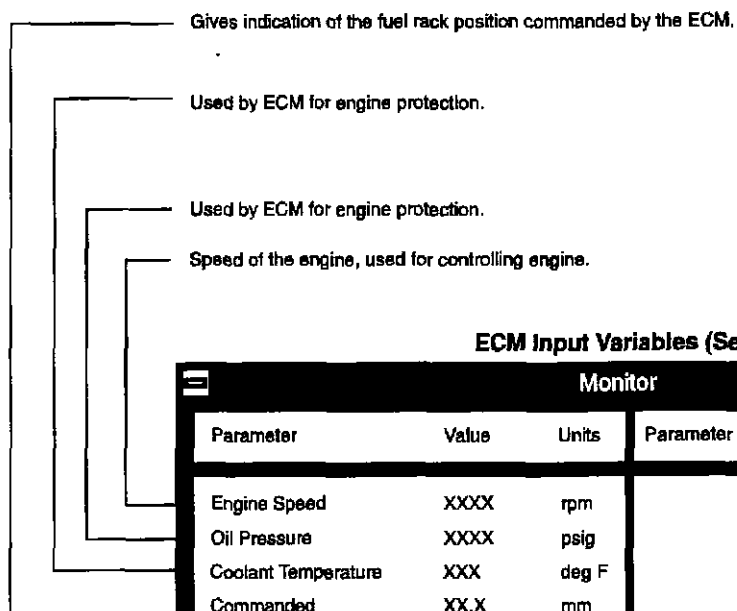 Gives indication of the fuel rack position commanded by the ECM.
Used by ECM for engine protection.
Used by ECM for engine protection.
Speed of the engine, used for controlling engine.
ECM Input Variables (Se
Monitor
Parameter Value Units Parameter
Engine Speed XXXX rpm
Oil Pressure XXXX psig
Coolant Temperature XXX deg F
Commanded XX.X mm